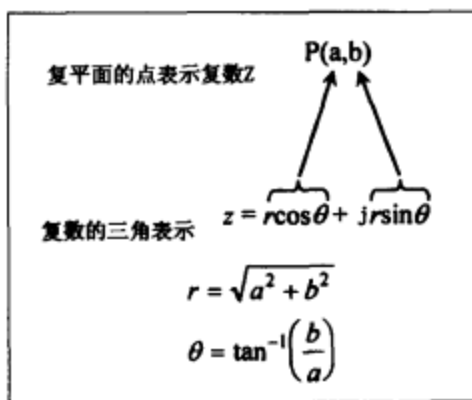 P(a,b)
复平面的点表示复数Z
z = rcosθ + jrsinθ
复数的三角表示
r = √(a² + b²)
θ = tan⁻¹(b/a)